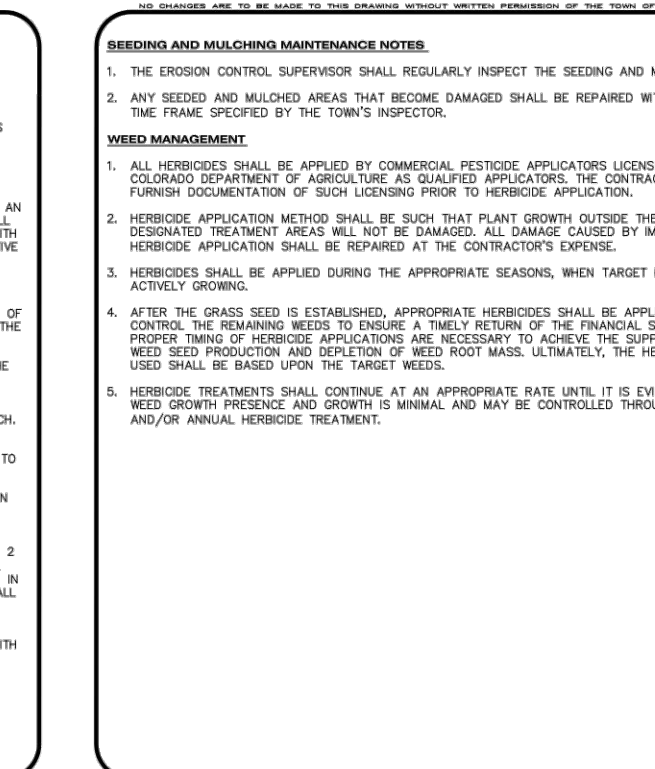 NO CHANGES ARE TO BE MADE TO THIS DRAWING WITHOUT WRITTEN PERMISSION OF THE TOWN OF
AN
ITH
OF
THE
CH.
TO
2
IN
ITH
SEEDING AND MULCHING MAINTENANCE NOTES
1. THE EROSION CONTROL SUPERVISOR SHALL REGULARLY INSPECT THE SEEDING AND M
2. ANY SEEDED AND MULCHED AREAS THAT BECOME DAMAGED SHALL BE REPAIRED WI
TIME FRAME SPECIFIED BY THE TOWN'S INSPECTOR.
WEED MANAGEMENT
1. ALL HERBICIDES SHALL BE APPLIED BY COMMERCIAL PESTICIDE APPLICATORS LICENS
COLORADO DEPARTMENT OF AGRICULTURE AS QUALIFIED APPLICATORS. THE CONTRAC
FURNISH DOCUMENTATION OF SUCH LICENSING PRIOR TO HERBICIDE APPLICATION.
2. HERBICIDE APPLICATION METHOD SHALL BE SUCH THAT PLANT GROWTH OUTSIDE THE
DESIGNATED TREATMENT AREAS WILL NOT BE DAMAGED. ALL DAMAGE CAUSED BY IM
HERBICIDE APPLICATION SHALL BE REPAIRED AT THE CONTRACTOR'S EXPENSE.
3. HERBICIDES SHALL BE APPLIED DURING THE APPROPRIATE SEASONS, WHEN TARGET
ACTIVELY GROWING.
4. AFTER THE GRASS SEED IS ESTABLISHED, APPROPRIATE HERBICIDES SHALL BE APPL
CONTROL THE REMAINING WEEDS TO ENSURE A TIMELY RETURN OF THE FINANCIAL S
PROPER TIMING OF HERBICIDE APPLICATIONS ARE NECESSARY TO ACHIEVE THE SUPP
WEED SEED PRODUCTION AND DEPLETION OF WEED ROOT MASS. ULTIMATELY, THE HE
USED SHALL BE BASED UPON THE TARGET WEEDS.
5. HERBICIDE TREATMENTS SHALL CONTINUE AT AN APPROPRIATE RATE UNTIL IT IS EVI
WEED GROWTH PRESENCE AND GROWTH IS MINIMAL AND MAY BE CONTROLLED THROU
AND/OR ANNUAL HERBICIDE TREATMENT.